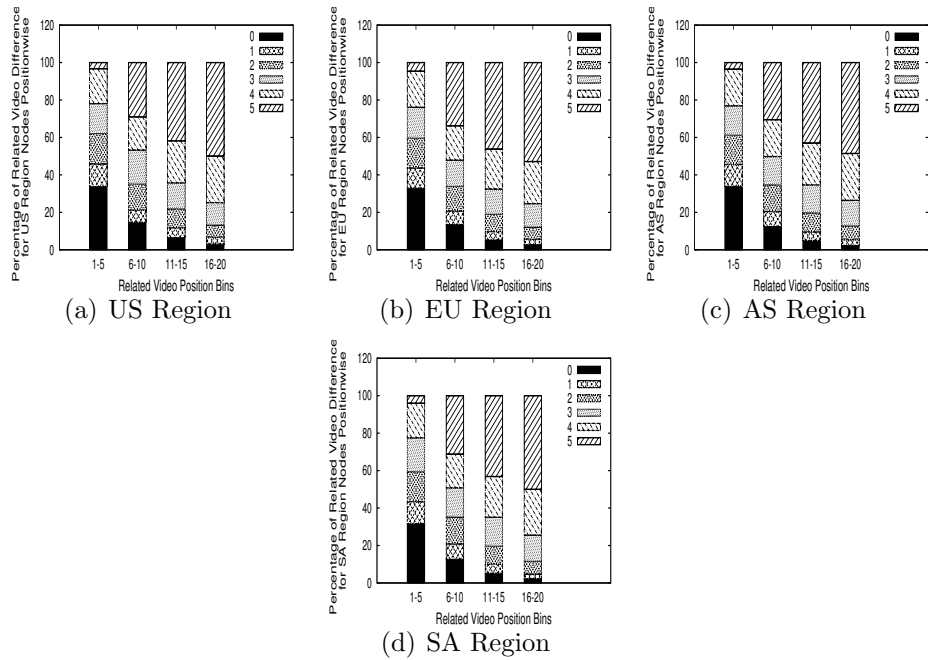 Percentage of Related Video Difference
for US Region Nodes Positionwise
120
100
80
60
40
20
0
0
1
2
3
4
5
1-5 6-10 11-15 16-20
Related Video Position Bins
(a) US Region
Percentage of Related Video Difference
for EU Region Nodes Positionwise
120
100
80
60
40
20
0
0
1
2
3
4
5
1-5 6-10 11-15 16-20
Related Video Position Bins
(b) EU Region
Percentage of Related Video Difference
for AS Region Nodes Positionwise
120
100
80
60
40
20
0
0
1
2
3
4
5
1-5 6-10 11-15 16-20
Related Video Position Bins
(c) AS Region
Percentage of Related Video Difference
for SA Region Nodes Positionwise
120
100
80
60
40
20
0
0
1
2
3
4
5
1-5 6-10 11-15 16-20
Related Video Position Bins
(d) SA Region